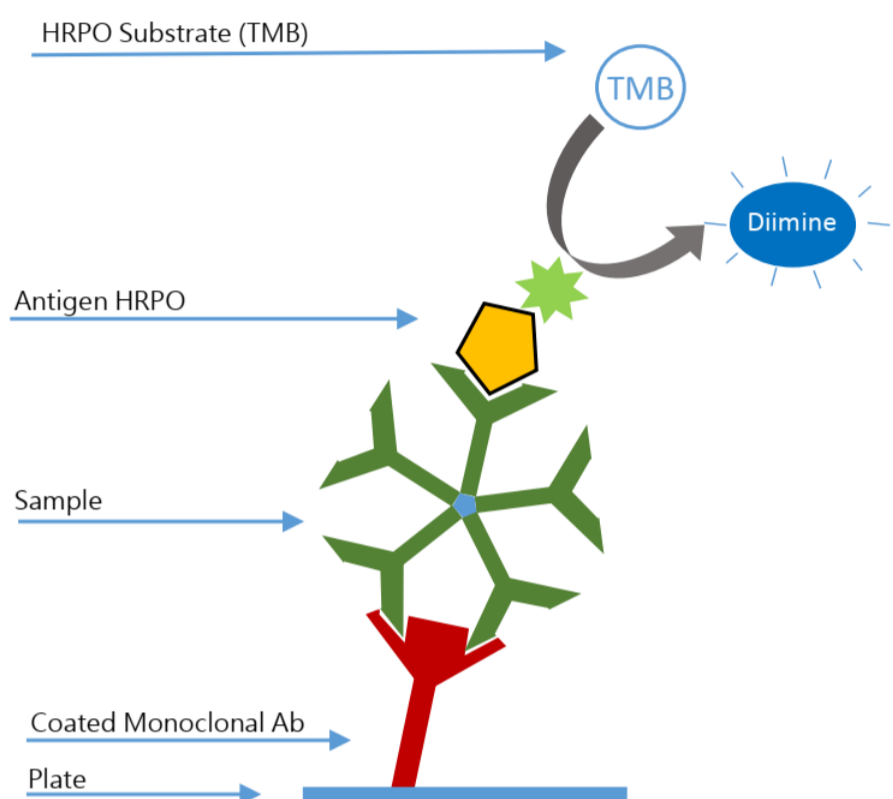 HRPO Substrate (TMB)
TMB
Diimine
Antigen HRPO
Sample
Coated Monoclonal Ab
Plate